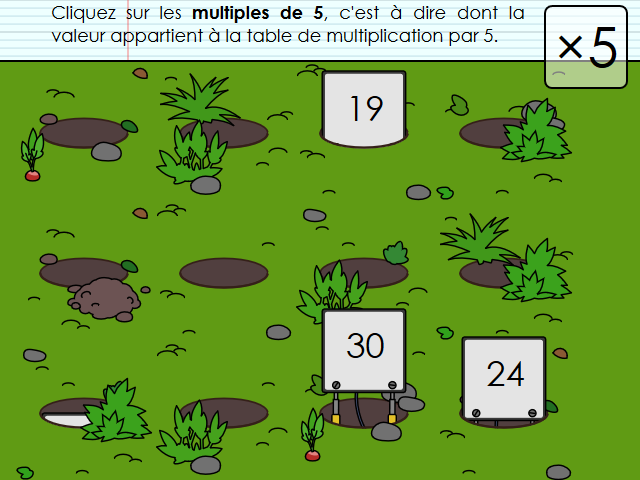 Cliquez sur les multiples de 5, c'est à dire dont la
valeur appartient à la table de multiplication par 5.
×5
19
30
24